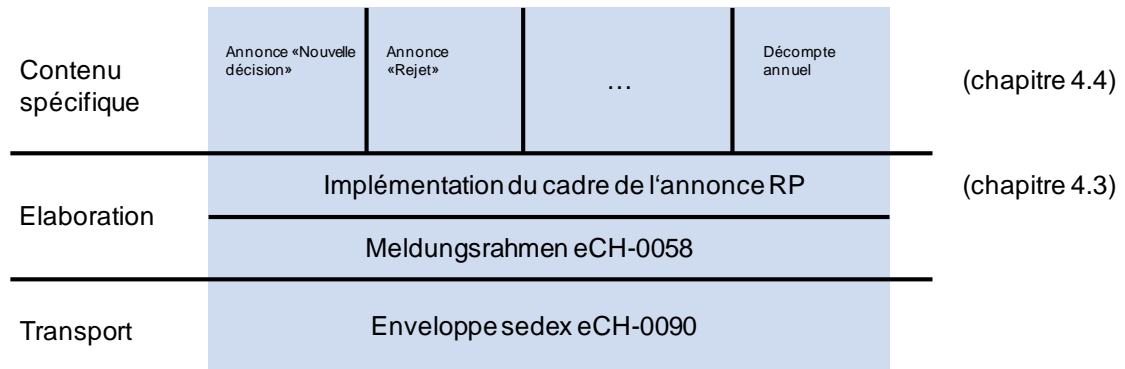 Contenu
spécifique
Annonce «Nouvelle
décision»
Annonce
«Rejet»
…
Décompte
annuel
(chapitre 4.4)
Elaboration
Implémentation du cadre de l‘annonce RP
(chapitre 4.3)
Meldungsrahmen eCH-0058
Transport
Enveloppe sedex eCH-0090